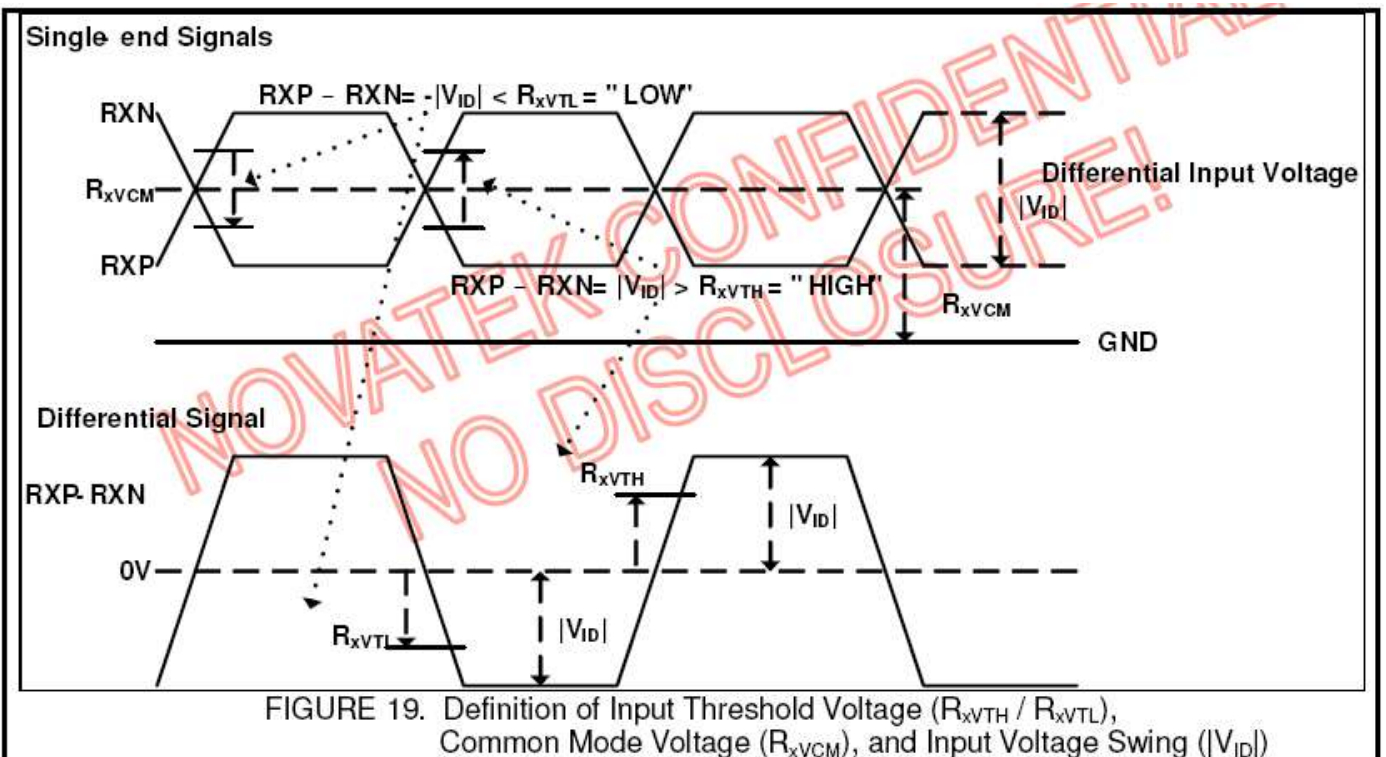 Single- end Signals
RXP - RXN= -|VID| < RxVTL = "LOW"
RXN
Differential Input Voltage
RxVCM
|VID|
RXP
RXP - RXN= |VID| > RxVTH = "HIGH"
RxVCM
GND
NOVATEK CONFIDENTIAL
NO DISCLOSURE!
Differential Signal
RxVTH
RXP-RXN
|VID|
0V
RxVTL
|VID|
FIGURE 19. Definition of Input Threshold Voltage (RxVTH / RxVTL),
Common Mode Voltage (RxVCM), and Input Voltage Swing (|VID|)